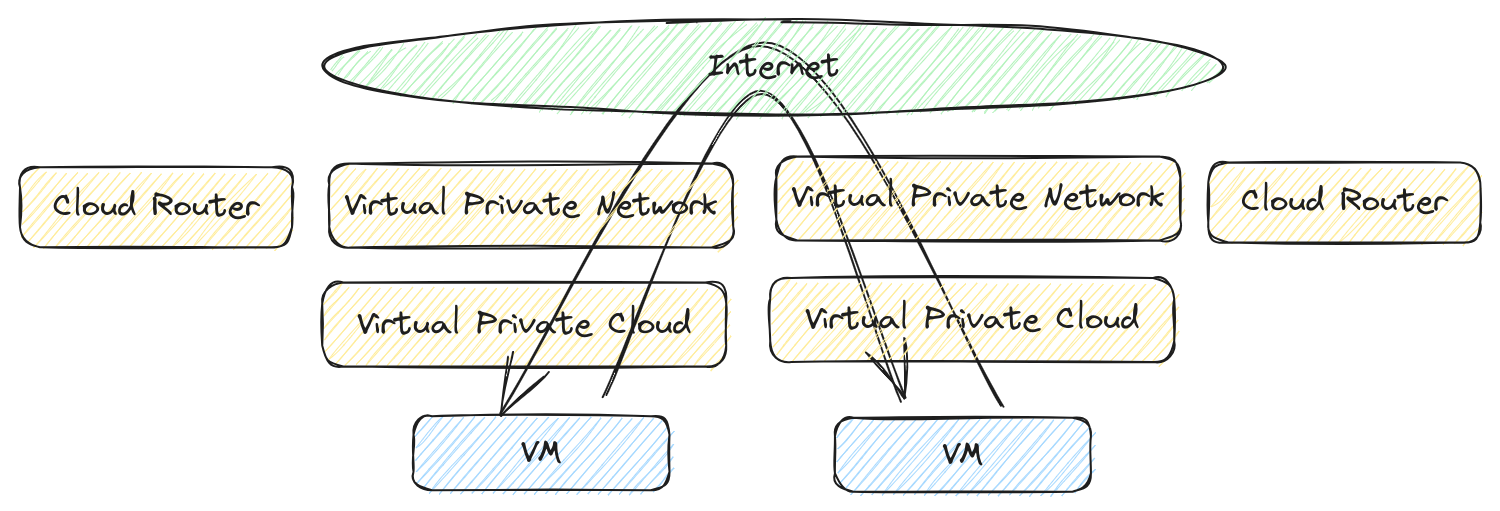 Internet
Cloud Router
Virtual Private Network
Virtual Private Network
Cloud Router
Virtual Private Cloud
Virtual Private Cloud
VM
VM